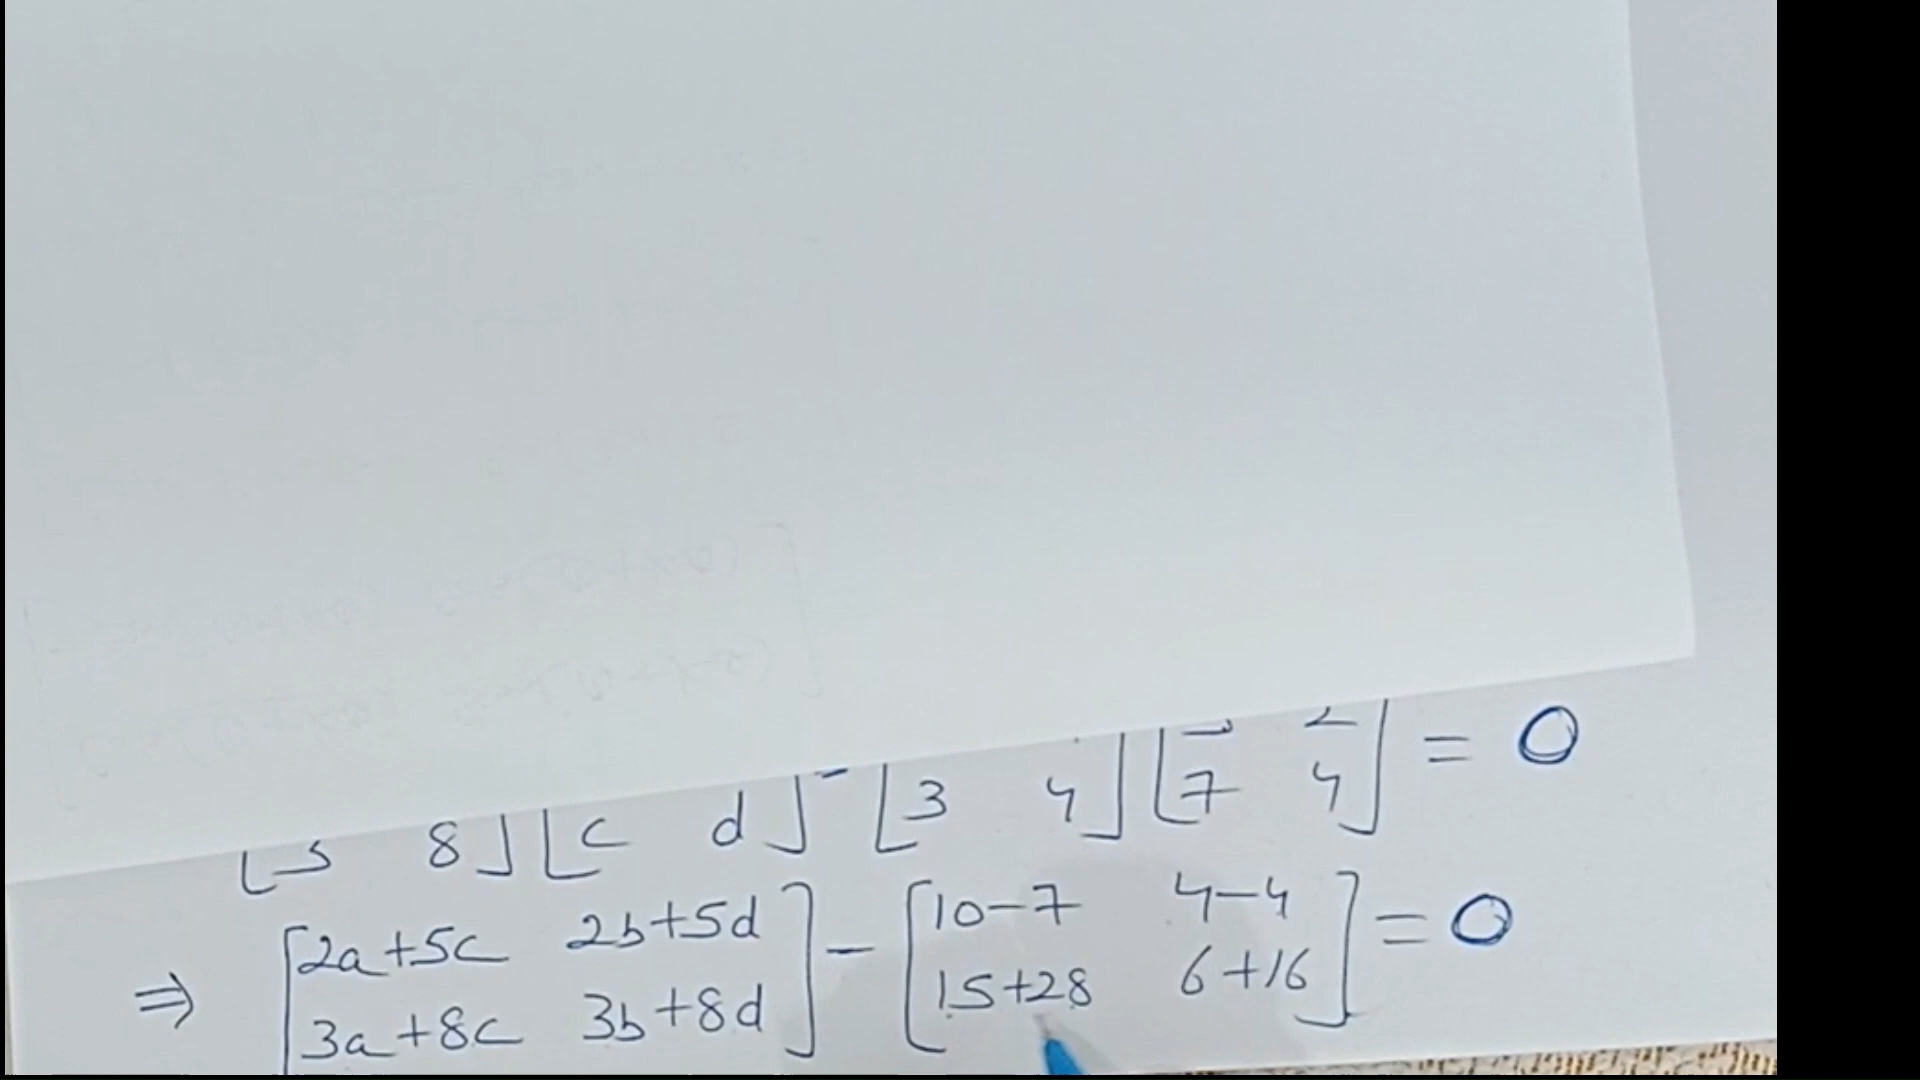 8] [c d] - [3 4] [7 4] = 0
⇒ [2a+5c 2b+5d] - [10-7 4-4] = 0
[3a+8c 3b+8d] [15+28 6+16]